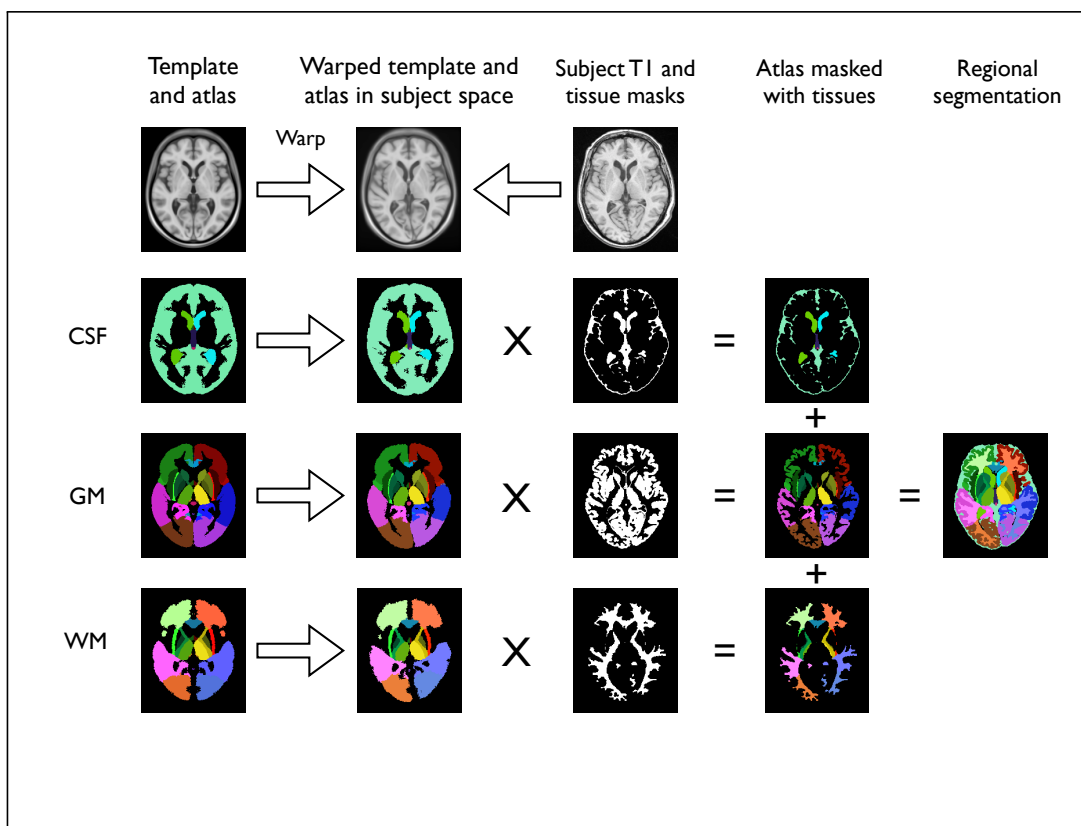 Template
and atlas
Warped template and
atlas in subject space
Subject T1 and
tissue masks
Atlas masked
with tissues
Regional
segmentation
Warp
CSF
X
=
+
GM
X
=
=
+
WM
X
=